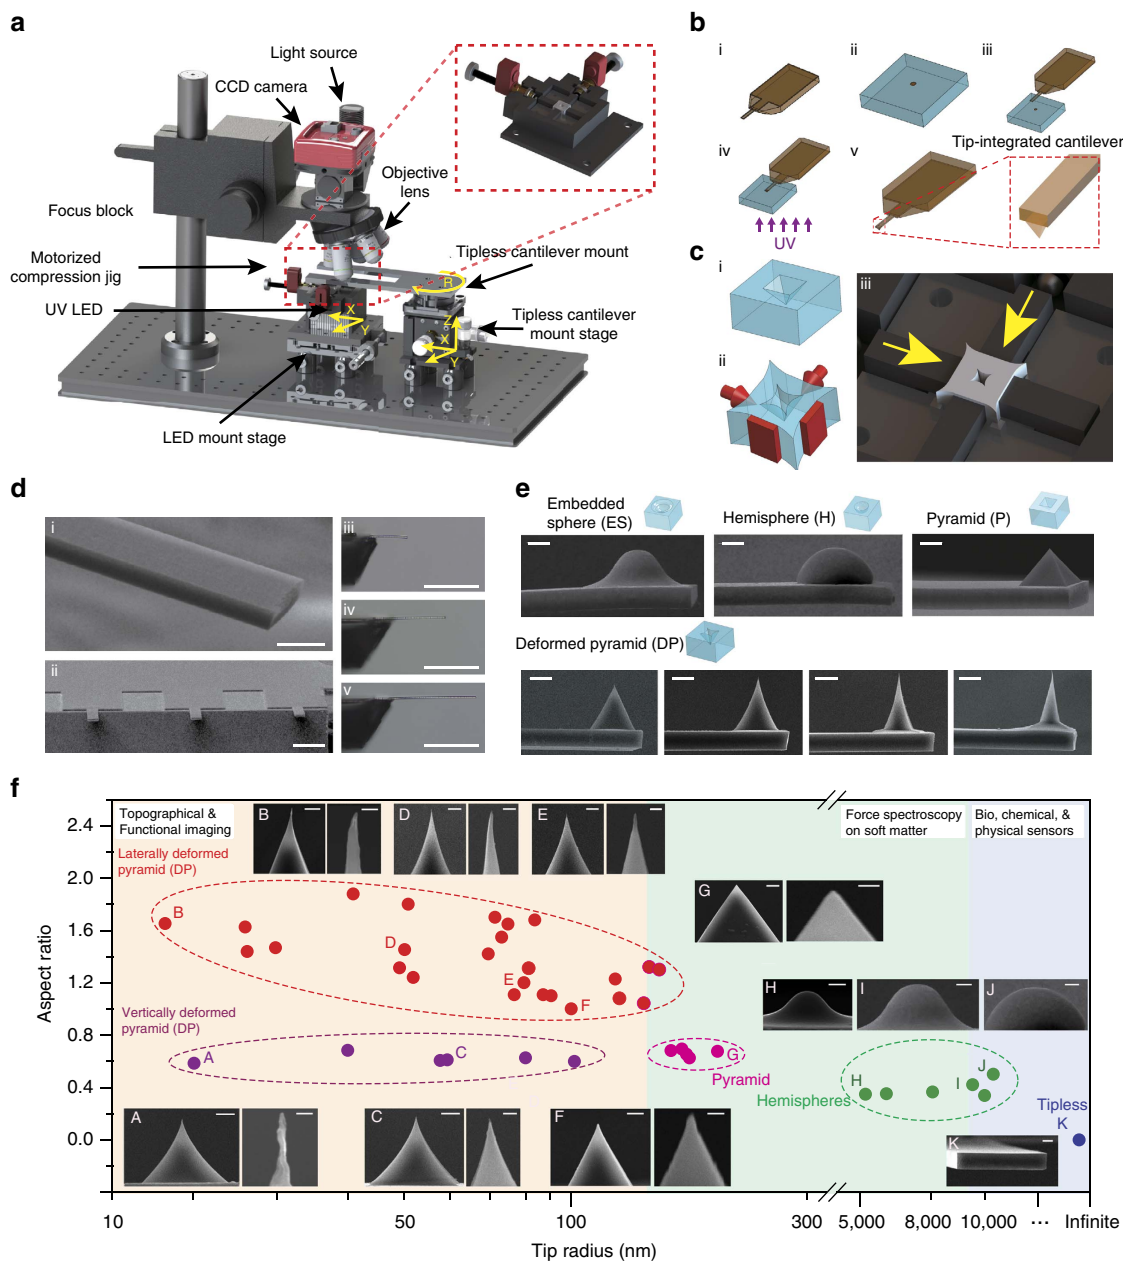 a
Light source
CCD camera
Objective
lens
Focus block
Motorized
compression jig
Tipless cantilever mount
UV LED
Tipless cantilever
mount stage
LED mount stage
R
X
Y
Z
X
Y
b
i
ii
iii
iv
v
Tip-integrated cantilever
UV
c
i
ii
iii
d
i
ii
iii
iv
v
e
Embedded
sphere (ES)
Hemisphere (H)
Pyramid (P)
Deformed pyramid (DP)
f
Topographical &
Functional imaging
Force spectroscopy
on soft matter
Bio, chemical, &
physical sensors
Laterally deformed
pyramid (DP)
Vertically deformed
pyramid (DP)
B
D
E
G
H
I
J
A
C
F
K
B
D
E
F
A
C
G
Pyramid
H
I
J
Hemispheres
Tipless
K
Aspect ratio
2.4
2.0
1.6
1.2
0.8
0.4
0.0
10
50
100
300
5,000
8,000
10,000
...
Infinite
Tip radius (nm)